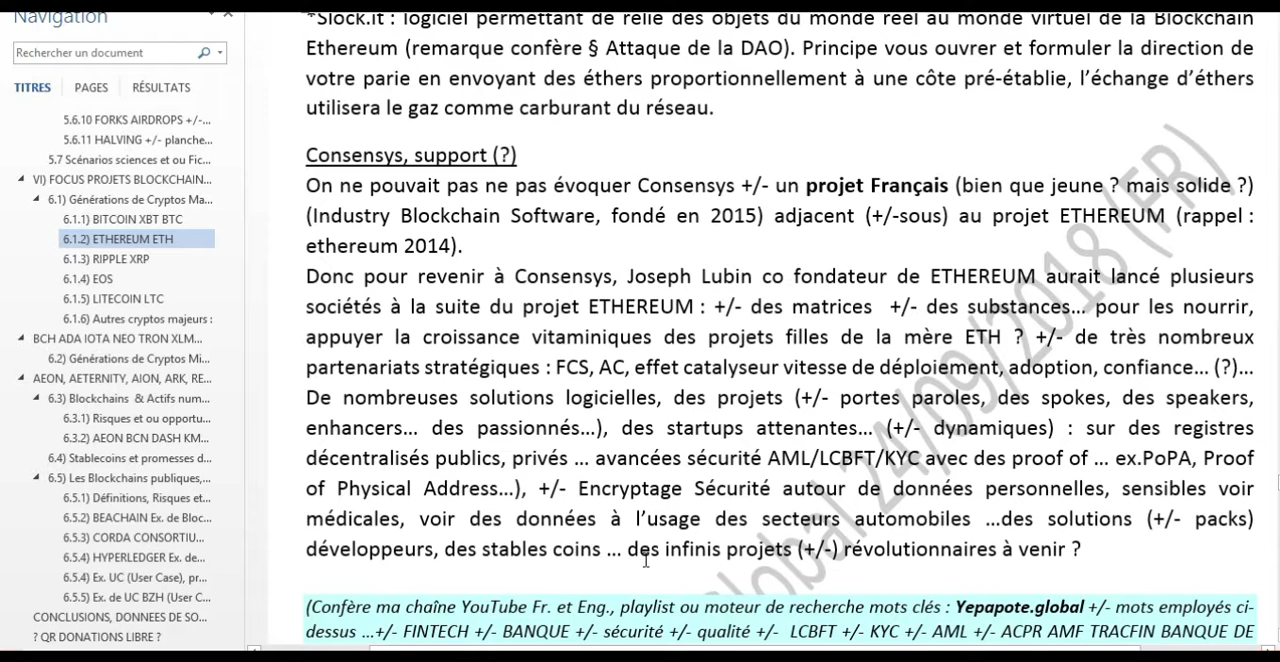 Navigation
Rechercher un document
TITRES PAGES RÉSULTATS
5.6.10 FORKS AIRDROPS +/-...
5.6.11 HALVING +/- planche...
5.7 Scénarios sciences et ou Fic...
VI) FOCUS PROJETS BLOCKCHAIN...
6.1) Générations de Cryptos Ma...
6.1.1) BITCOIN XBT BTC
6.1.2) ETHEREUM ETH
6.1.3) RIPPLE XRP
6.1.4) EOS
6.1.5) LITECOIN LTC
6.1.6) Autres cryptos majeurs :
BCH ADA IOTA NEO TRON XLM...
6.2) Générations de Cryptos Mi...
AEON, AETERNITY, AION, ARK, RE...
6.3) Blockchains & Actifs num...
6.3.1) Risques et ou opportu...
6.3.2) AEON BCN DASH KM...
6.4) Stablecoins et promesses d...
6.5) Les Blockchains publiques,...
6.5.1) Définitions, Risques et...
6.5.2) BEACHAIN Ex. de Bloc...
6.5.3) CORDA CONSORTIU...
6.5.4) HYPERLEDGER Ex. de...
6.5.4) Ex. UC (User Case), pr...
6.5.5) Ex. de UC BZH (User C...
CONCLUSIONS, DONNEES DE SO...
? QR DONATIONS LIBRE ?
*Slock.it : logiciel permettant de relie des objets du monde réel au monde virtuel de la Blockchain
Ethereum (remarque confère § Attaque de la DAO). Principe vous ouvrer et formuler la direction de
votre parie en envoyant des éthers proportionnellement à une côte pré-établie, l'échange d'éthers
utilisera le gaz comme carburant du réseau.
Consensys, support (?)
On ne pouvait pas ne pas évoquer Consensys +/- un projet Français (bien que jeune ? mais solide ?)
(Industry Blockchain Software, fondé en 2015) adjacent (+/-sous) au projet ETHEREUM (rappel :
ethereum 2014).
Donc pour revenir à Consensys, Joseph Lubin co fondateur de ETHEREUM aurait lancé plusieurs
sociétés à la suite du projet ETHEREUM : +/- des matrices +/- des substances... pour les nourrir,
appuyer la croissance vitaminiques des projets filles de la mère ETH ? +/- de très nombreux
partenariats stratégiques : FCS, AC, effet catalyseur vitesse de déploiement, adoption, confiance... (?)...
De nombreuses solutions logicielles, des projets (+/- portes paroles, des spokes, des speakers,
enhancers... des passionnés...), des startups attenantes... (+/- dynamiques) : sur des registres
décentralisés publics, privés ... avancées sécurité AML/LCBFT/KYC avec des proof of ... ex.PoPA, Proof
of Physical Address...), +/- Encryptage Sécurité autour de données personnelles, sensibles voir
médicales, voir des données à l'usage des secteurs automobiles ...des solutions (+/- packs)
développeurs, des stables coins ... des infinis projets (+/-) révolutionnaires à venir ?
(Confère ma chaîne YouTube Fr. et Eng., playlist ou moteur de recherche mots clés : Yepapote.global +/- mots employés ci-
dessus ...+/- FINTECH +/- BANQUE +/- sécurité +/- qualité +/- LCBFT +/- KYC +/- AML +/- ACPR AMF TRACFIN BANQUE DE
Global 24/09/2018 (FR)